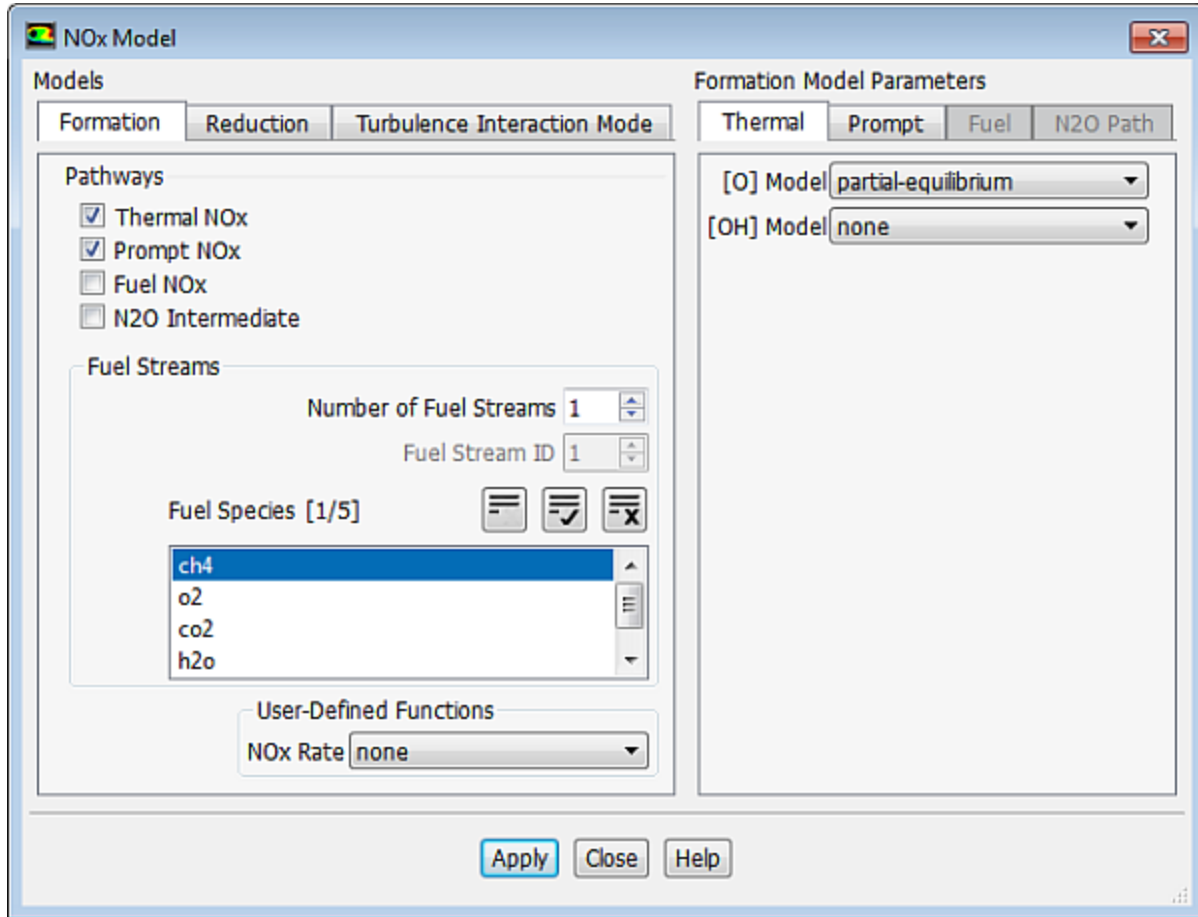 NOx Model
Models
Formation Reduction Turbulence Interaction Mode
Pathways
Thermal NOx
Prompt NOx
Fuel NOx
N2O Intermediate
Fuel Streams
Number of Fuel Streams 1
Fuel Stream ID 1
Fuel Species [1/5]
ch4
o2
co2
h2o
User-Defined Functions
NOx Rate none
Formation Model Parameters
Thermal Prompt Fuel N2O Path
[O] Model partial-equilibrium
[OH] Model none
Apply Close Help